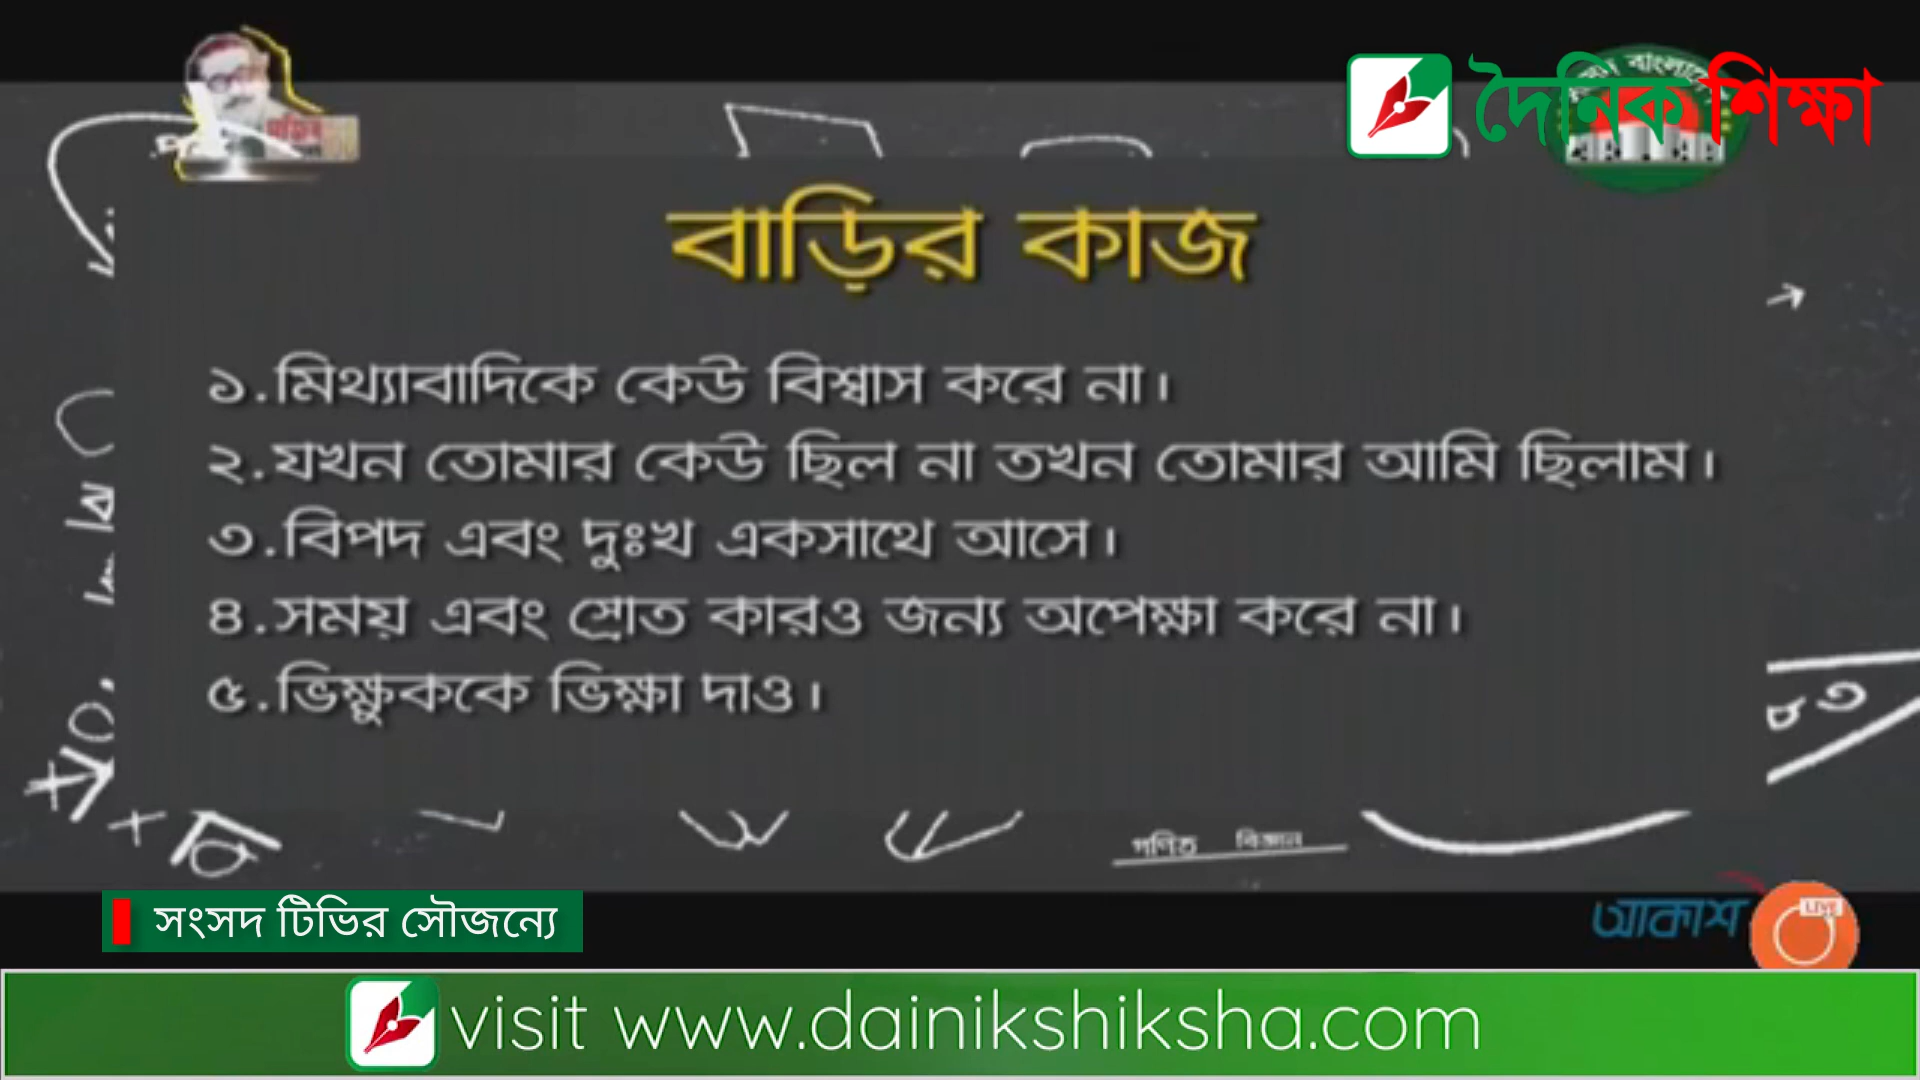 দৈনিক শিক্ষা
বাড়ির কাজ
১.মিথ্যাবাদিকে কেউ বিশ্বাস করে না।
২.যখন তোমার কেউ ছিল না তখন তোমার আমি ছিলাম।
৩.বিপদ এবং দুঃখ একসাথে আসে।
৪.সময় এবং স্রোত কারও জন্য অপেক্ষা করে না।
৫.ভিক্ষুককে ভিক্ষা দাও।
৮৩
গণিত বিজ্ঞান
সংসদ টিভির সৌজন্যে
আকাশ
LIVE
visit www.dainikshiksha.com